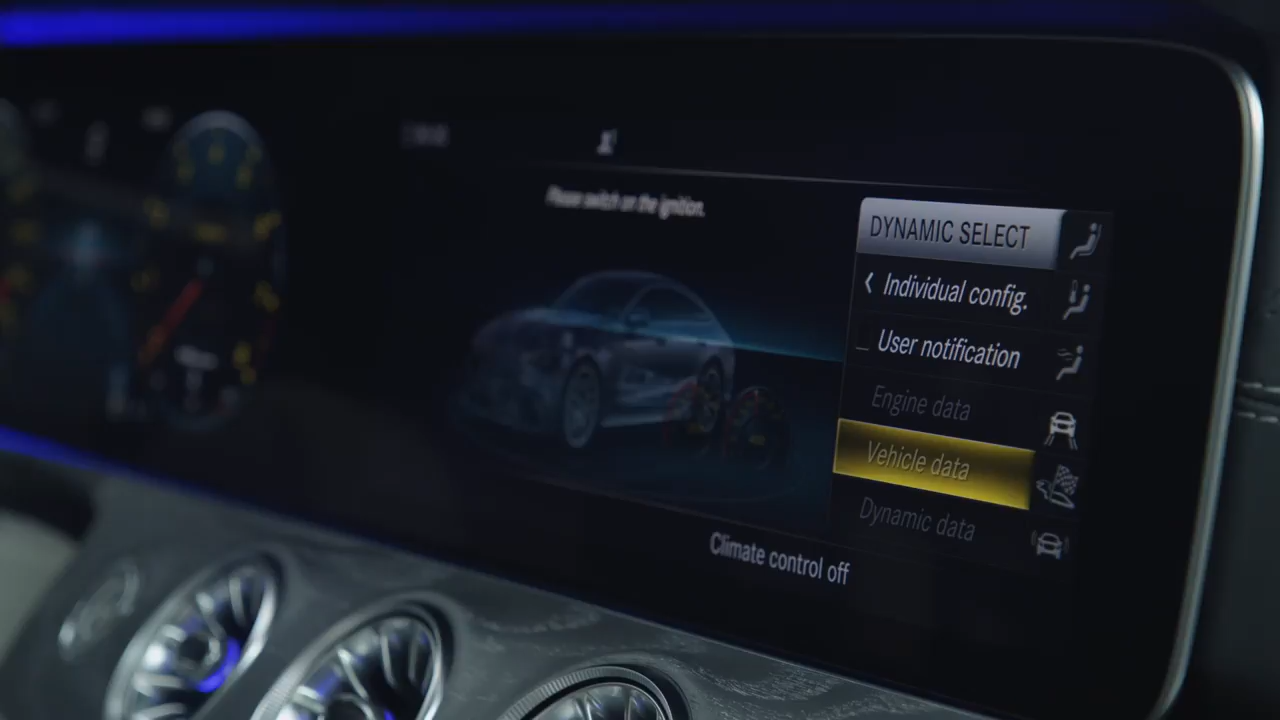 Please switch on the ignition.
DYNAMIC SELECT
Individual config.
User notification
Engine data
Vehicle data
Dynamic data
Climate control off